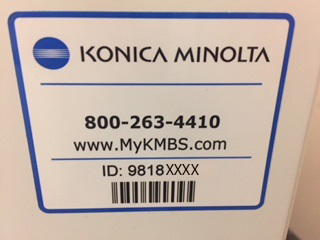 KONICA MINOLTA
800-263-4410
www.MyKMBS.com
ID: 9818XXXX